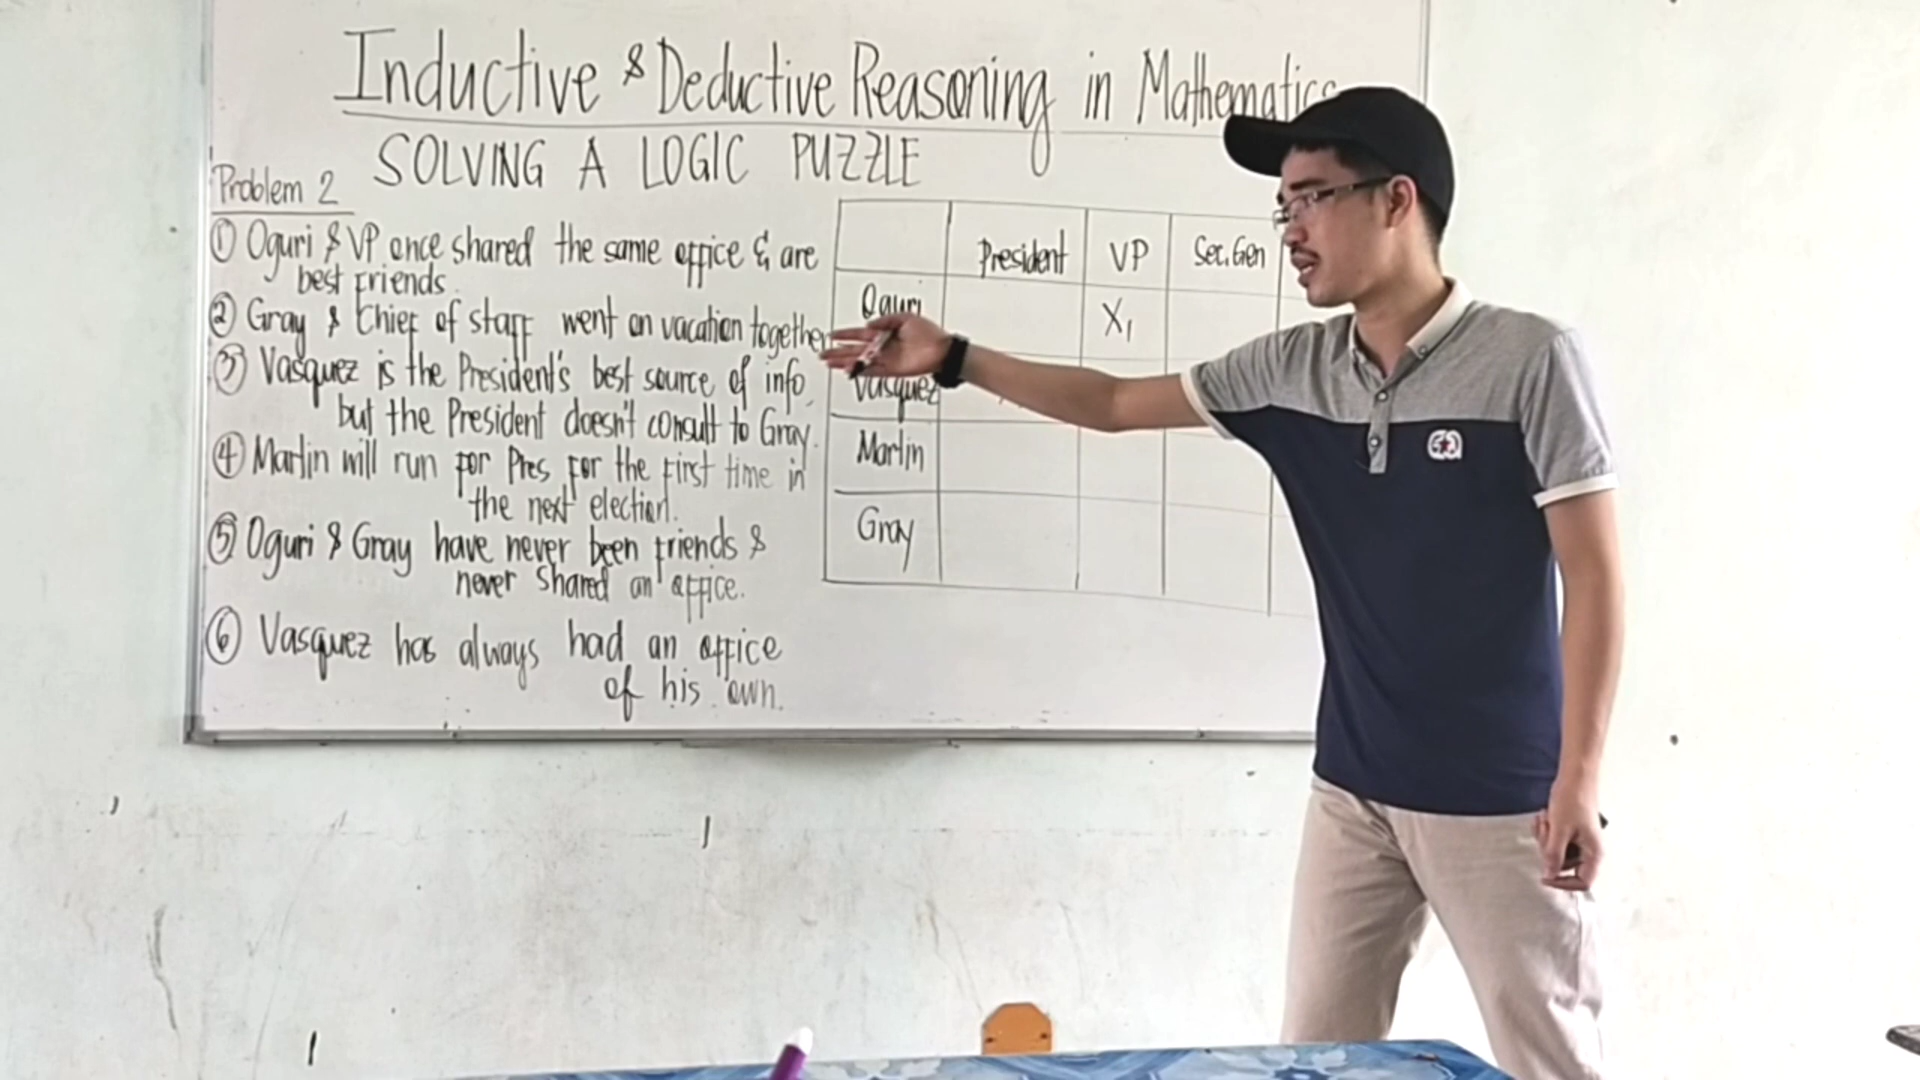 Inductive & Deductive Reasoning in Mathematics
SOLVING A LOGIC PUZZLE
Problem 2
① Oguri & VP once shared the same office & are
best friends.
② Gray & Chief of staff went on vacation together
③ Vasquez is the President's best source of info,
but the President doesn't consult to Gray.
④ Martin will run for Pres for the first time in
the next election.
⑤ Oguri & Gray have never been friends &
never shared an office.
⑥ Vasquez has always had an office
of his own.
President VP Sec. Gen
Oguri X₁
Vasquez
Martin
Gray